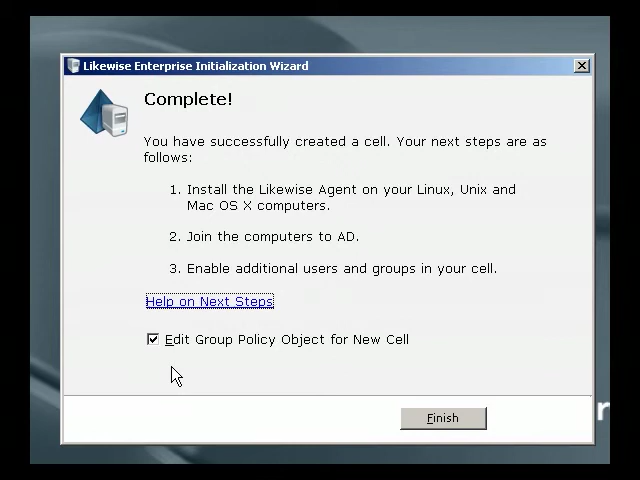 Likewise Enterprise Initialization Wizard
Complete!
You have successfully created a cell. Your next steps are as
follows:
1. Install the Likewise Agent on your Linux, Unix and
Mac OS X computers.
2. Join the computers to AD.
3. Enable additional users and groups in your cell.
Help on Next Steps
Edit Group Policy Object for New Cell
Finish